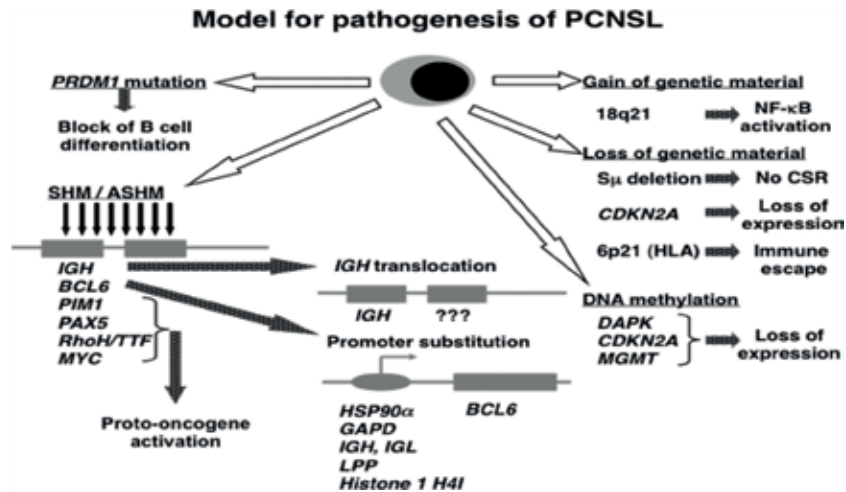 Model for pathogenesis of PCNSL
PRDM1 mutation
Block of B cell
differentiation
SHM / ASHM
IGH
BCL6
PIM1
PAX5
RhoH/TTF
MYC
Proto-oncogene
activation
IGH translocation
IGH
???
Promoter substitution
HSP90α
GAPD
IGH, IGL
LPP
Histone 1 H4I
BCL6
Gain of genetic material
18q21
NF-κB
activation
Loss of genetic material
Sμ deletion
No CSR
CDKN2A
Loss of
expression
6p21 (HLA)
Immune
escape
DNA methylation
DAPK
CDKN2A
MGMT
Loss of
expression